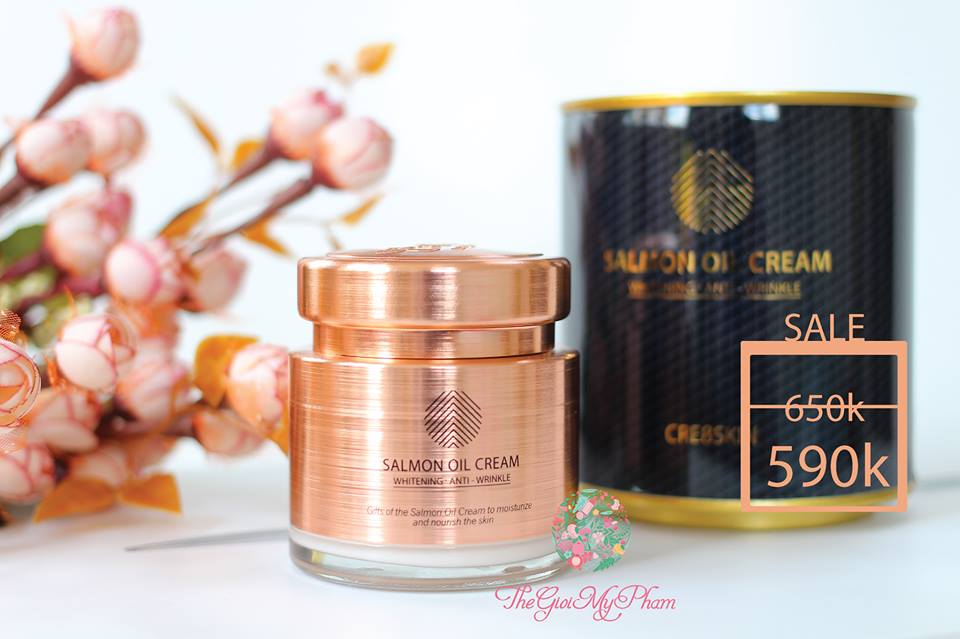 SALMON OIL CREAM
WHITENING - ANTI - WRINKLE
Gifts of the Salmon Oil Cream to moisturize
and nourish the skin
SALMON OIL CREAM
WHITENING - ANTI - WRINKLE
CRE8SKIN
SALE
650k
590k
TheGioiMyPham